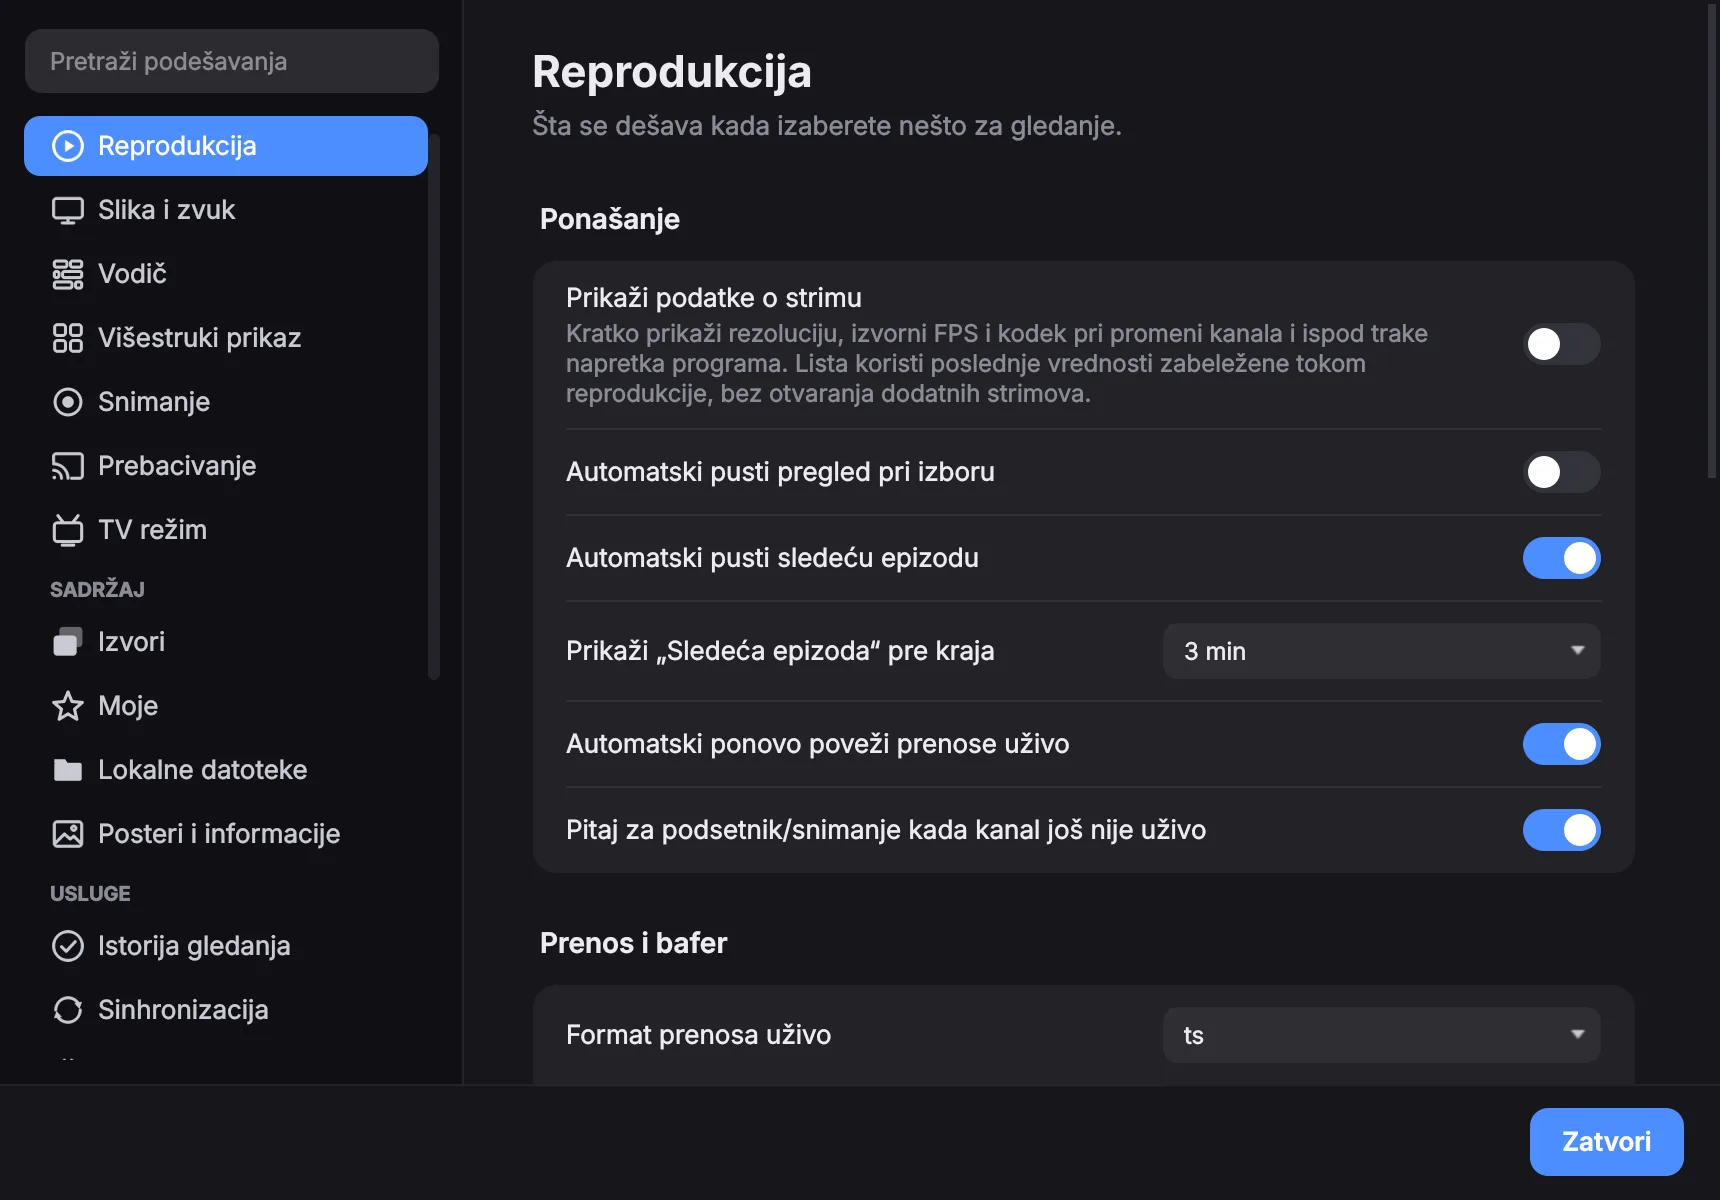 Pretraži podešavanja
Reprodukcija
Slika i zvuk
Vodič
Višestruki prikaz
Snimanje
Prebacivanje
TV režim
SADRŽAJ
Izvori
Moje
Lokalne datoteke
Posteri i informacije
USLUGE
Istorija gledanja
Sinhronizacija
Reprodukcija
Šta se dešava kada izaberete nešto za gledanje.
Ponašanje
Prikaži podatke o strimu
Kratko prikaži rezoluciju, izvorni FPS i kodek pri promeni kanala i ispod trake
napretka programa. Lista koristi poslednje vrednosti zabeležene tokom
reprodukcije, bez otvaranja dodatnih strimova.
Automatski pusti pregled pri izboru
Automatski pusti sledeću epizodu
Prikaži „Sledeća epizoda“ pre kraja
3 min
Automatski ponovo poveži prenose uživo
Pitaj za podsetnik/snimanje kada kanal još nije uživo
Prenos i bafer
Format prenosa uživo
ts
Zatvori